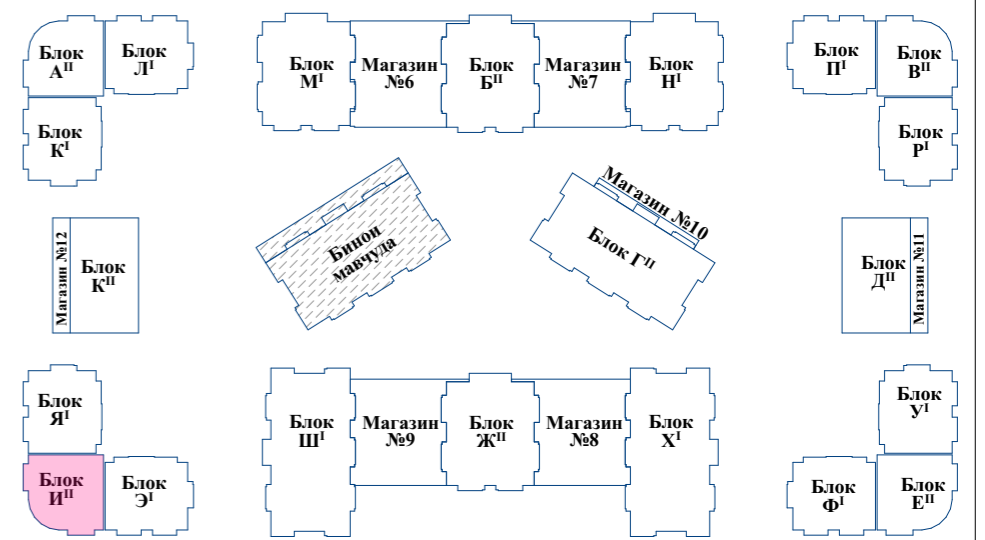 Блок
Aᴵᴵ
Блок
Лᴵ
Блок
Кᴵ
Блок
Мᴵ
Магазин
№6
Блок
Бᴵᴵ
Магазин
№7
Блок
Нᴵ
Блок
Пᴵ
Блок
Вᴵᴵ
Блок
Рᴵ
Магазин №12
Блок
Кᴵᴵ
Бинои
мавчуда
Магазин №10
Блок Гᴵᴵ
Блок
Дᴵᴵ
Магазин №11
Блок
Яᴵ
Блок
Иᴵᴵ
Блок
Эᴵ
Блок
Шᴵ
Магазин
№9
Блок
Жᴵᴵ
Магазин
№8
Блок
Хᴵ
Блок
Уᴵ
Блок
Фᴵ
Блок
Еᴵᴵ